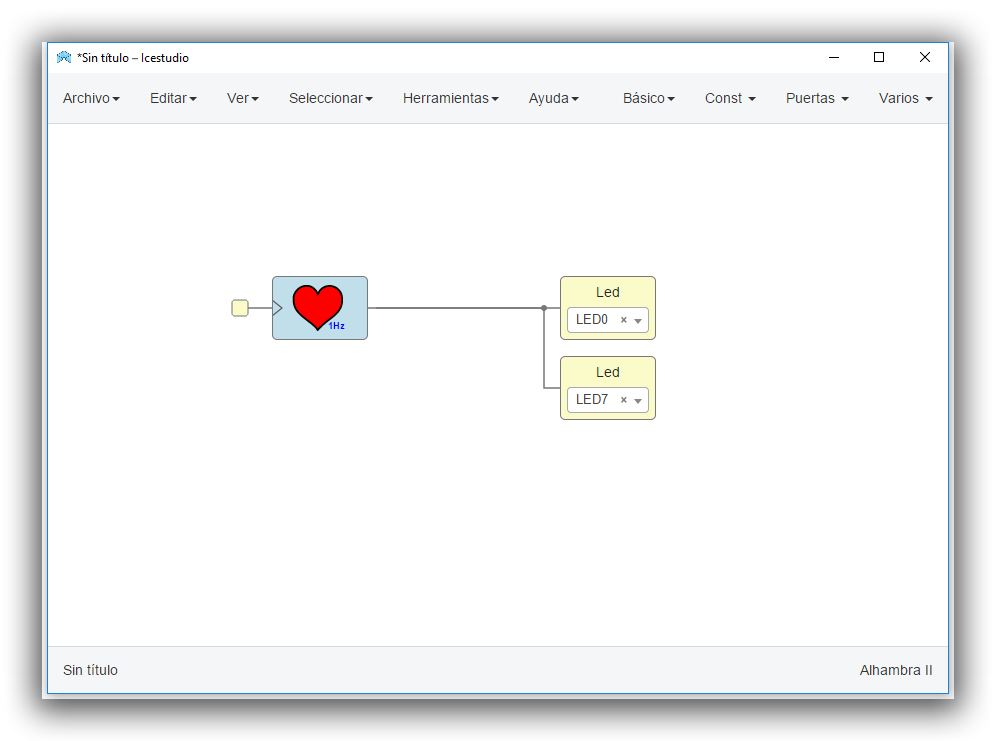 *Sin título – Icestudio
Archivo Editar Ver Seleccionar Herramientas Ayuda Básico Const Puertas Varios
1Hz
Led
LED0 ×
Led
LED7 ×
Sin título Alhambra II